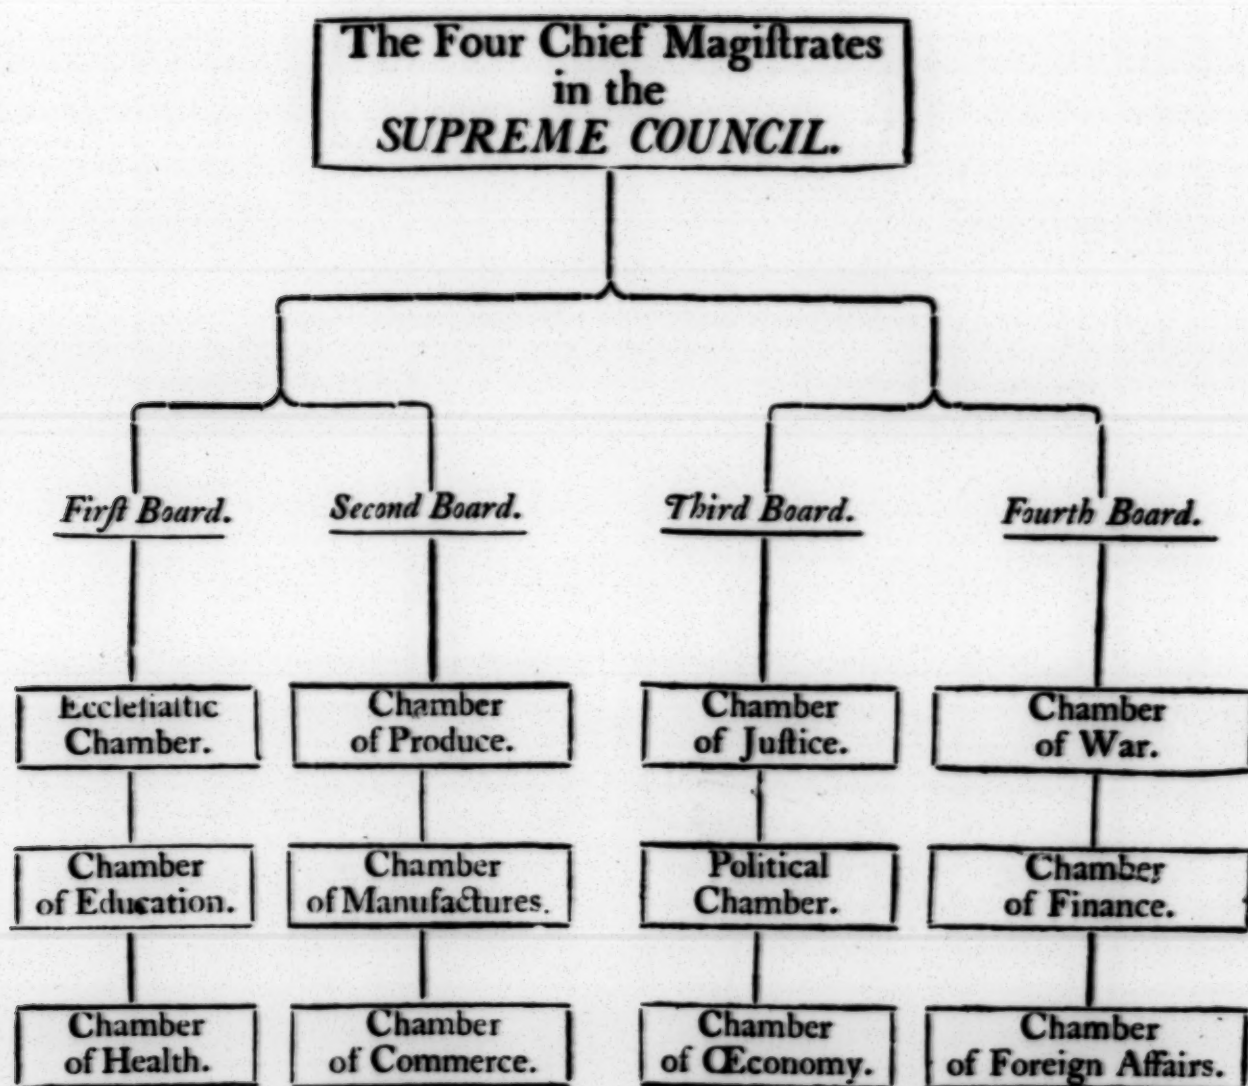 The Four Chief Magiſtrates
in the
SUPREME COUNCIL.
Firſt Board.
Second Board.
Third Board.
Fourth Board.
Eccleſiaſtic
Chamber.
Chamber
of Produce.
Chamber
of Juſtice.
Chamber
of War.
Chamber
of Education.
Chamber
of Manufactures.
Political
Chamber.
Chamber
of Finance.
Chamber
of Health.
Chamber
of Commerce.
Chamber
of Œconomy.
Chamber
of Foreign Affairs.